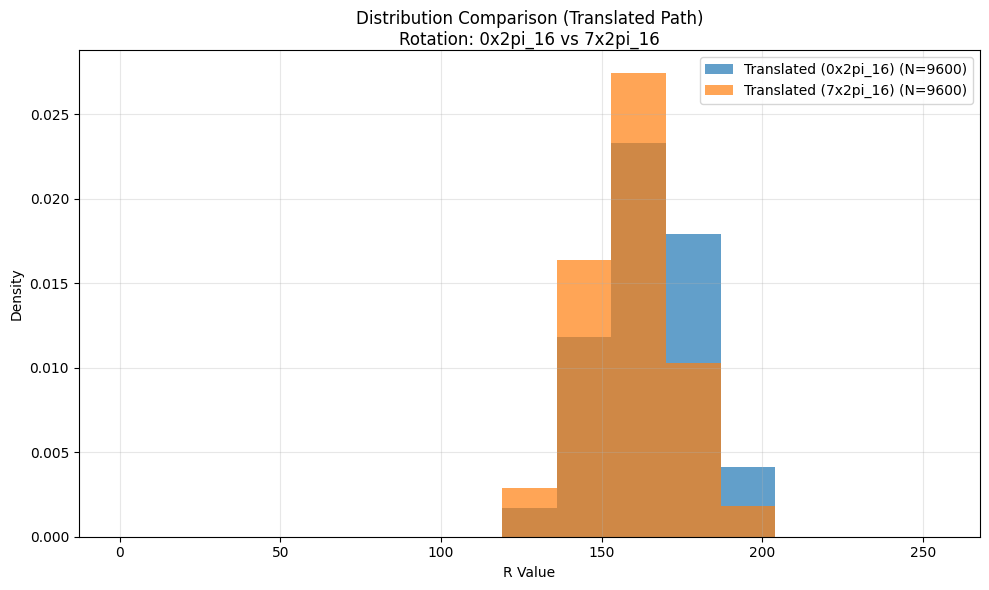 Distribution Comparison (Translated Path)
Rotation: 0x2pi_16 vs 7x2pi_16
Translated (0x2pi_16) (N=9600)
Translated (7x2pi_16) (N=9600)
0.025
0.020
0.015
0.010
0.005
0.000
Density
0 50 100 150 200 250
R Value